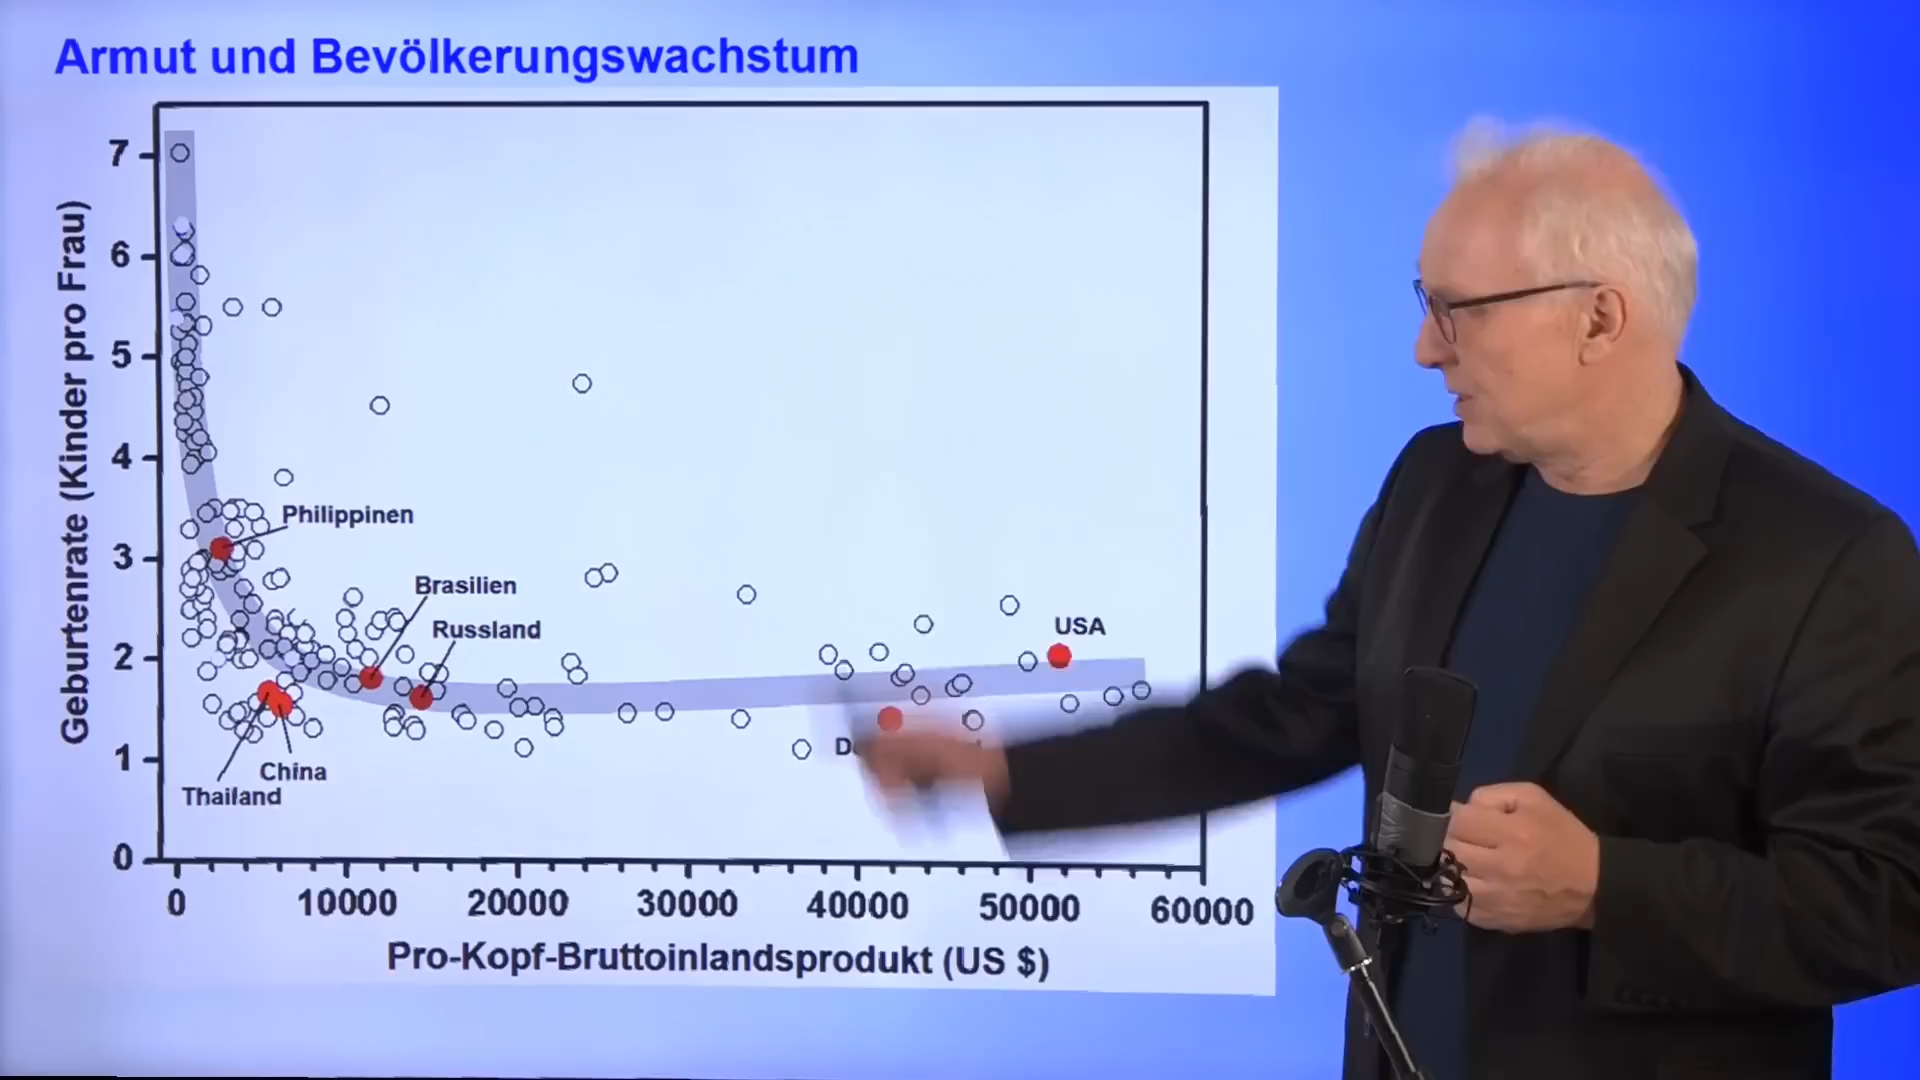 Armut und Bevölkerungswachstum
Geburtenrate (Kinder pro Frau)
7
6
5
4
3
2
1
0
Philippinen
Brasilien
Russland
USA
China
Thailand
0 10000 20000 30000 40000 50000 60000
Pro-Kopf-Bruttoinlandsprodukt (US $)